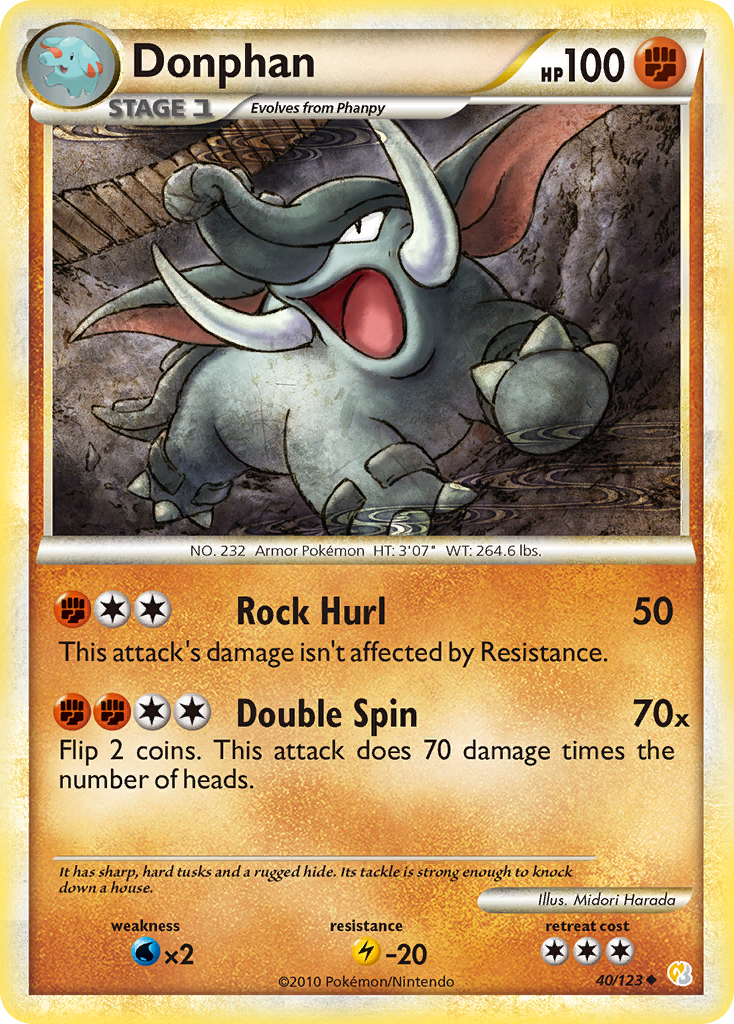 Donphan
HP100
STAGE 1
Evolves from Phanpy
NO. 232 Armor Pokémon HT: 3'07" WT: 264.6 lbs.
Rock Hurl 50
This attack's damage isn't affected by Resistance.
Double Spin 70x
Flip 2 coins. This attack does 70 damage times the
number of heads.
It has sharp, hard tusks and a rugged hide. Its tackle is strong enough to knock
down a house.
Illus. Midori Harada
weakness resistance retreat cost
×2 -20
©2010 Pokémon/Nintendo 40/123